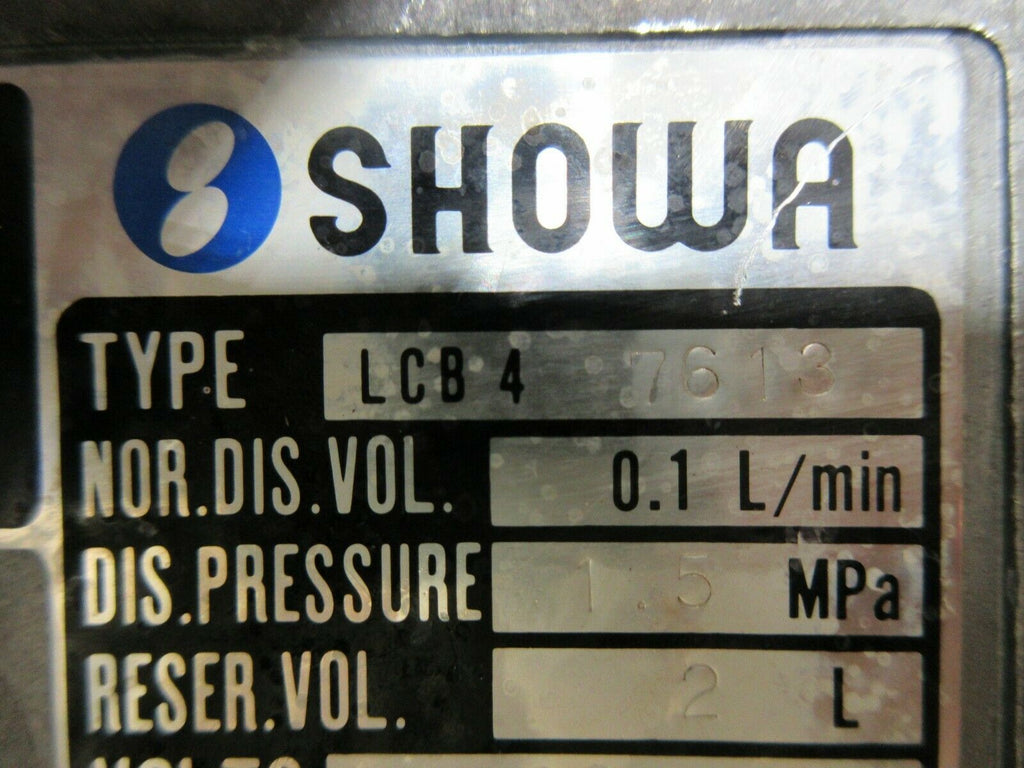 SHOWA
TYPE LCB 4 7613
NOR.DIS.VOL. 0.1 L/min
DIS.PRESSURE 1.5 MPa
RESER.VOL. 2 L